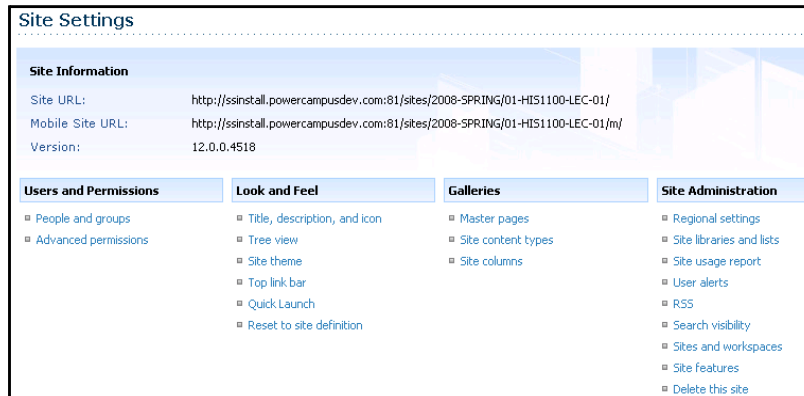 Site Settings
Site Information
Site URL: http://ssinstall.powercampusdev.com:81/sites/2008-SPRING/01-HIS1100-LEC-01/
Mobile Site URL: http://ssinstall.powercampusdev.com:81/sites/2008-SPRING/01-HIS1100-LEC-01/m/
Version: 12.0.0.4518
Users and Permissions
People and groups
Advanced permissions
Look and Feel
Title, description, and icon
Tree view
Site theme
Top link bar
Quick Launch
Reset to site definition
Galleries
Master pages
Site content types
Site columns
Site Administration
Regional settings
Site libraries and lists
Site usage report
User alerts
RSS
Search visibility
Sites and workspaces
Site features
Delete this site